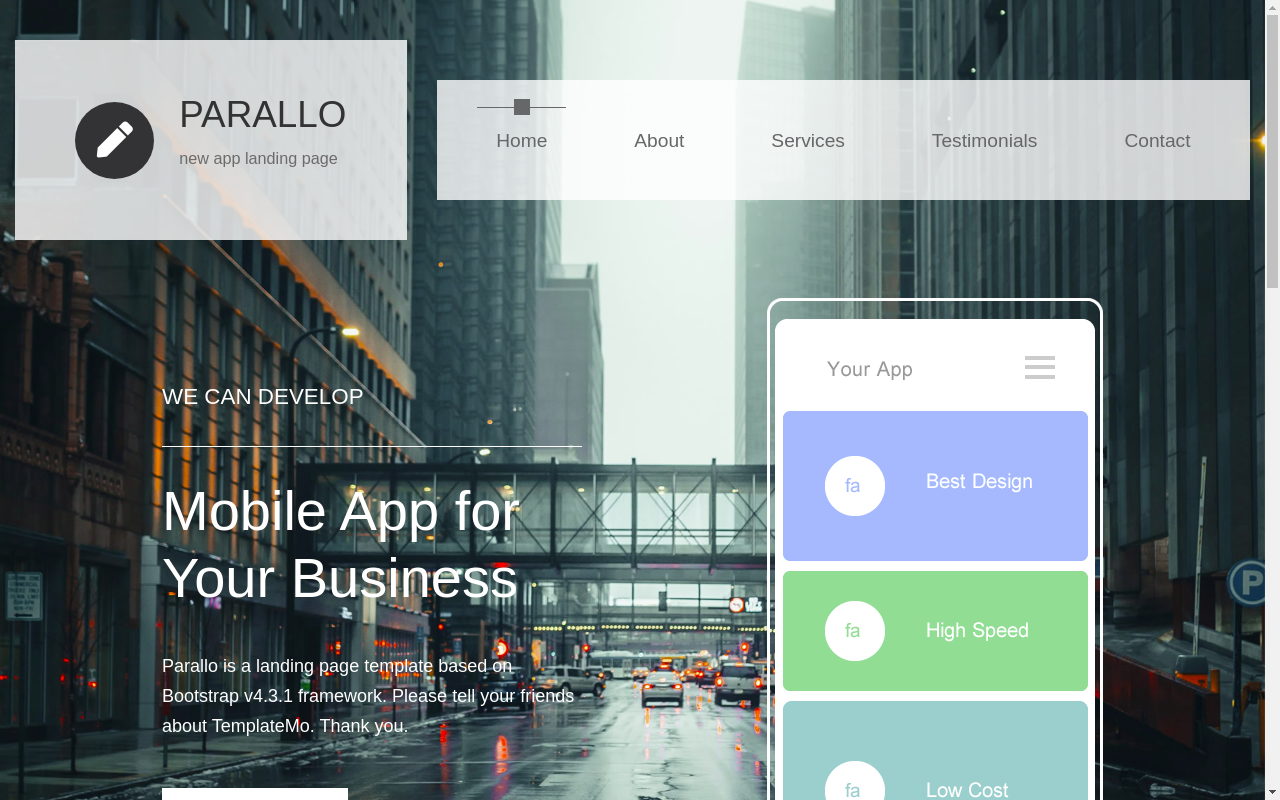 PARALLO
new app landing page
Home
About
Services
Testimonials
Contact
WE CAN DEVELOP
Mobile App for
Your Business
Parallo is a landing page template based on
Bootstrap v4.3.1 framework. Please tell your friends
about TemplateMo. Thank you.
Your App
fa
Best Design
fa
High Speed
fa
Low Cost
P